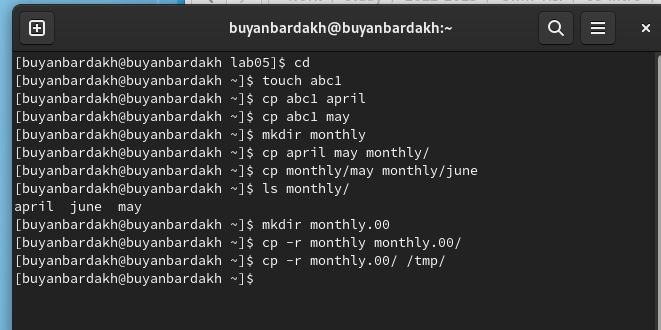 buyanbardakh@buyanbardakh:~
[buyanbardakh@buyanbardakh lab05]$ cd
[buyanbardakh@buyanbardakh ~]$ touch abc1
[buyanbardakh@buyanbardakh ~]$ cp abc1 april
[buyanbardakh@buyanbardakh ~]$ cp abc1 may
[buyanbardakh@buyanbardakh ~]$ mkdir monthly
[buyanbardakh@buyanbardakh ~]$ cp april may monthly/
[buyanbardakh@buyanbardakh ~]$ cp monthly/may monthly/june
[buyanbardakh@buyanbardakh ~]$ ls monthly/
april  june  may
[buyanbardakh@buyanbardakh ~]$ mkdir monthly.00
[buyanbardakh@buyanbardakh ~]$ cp -r monthly monthly.00/
[buyanbardakh@buyanbardakh ~]$ cp -r monthly.00/ /tmp/
[buyanbardakh@buyanbardakh ~]$